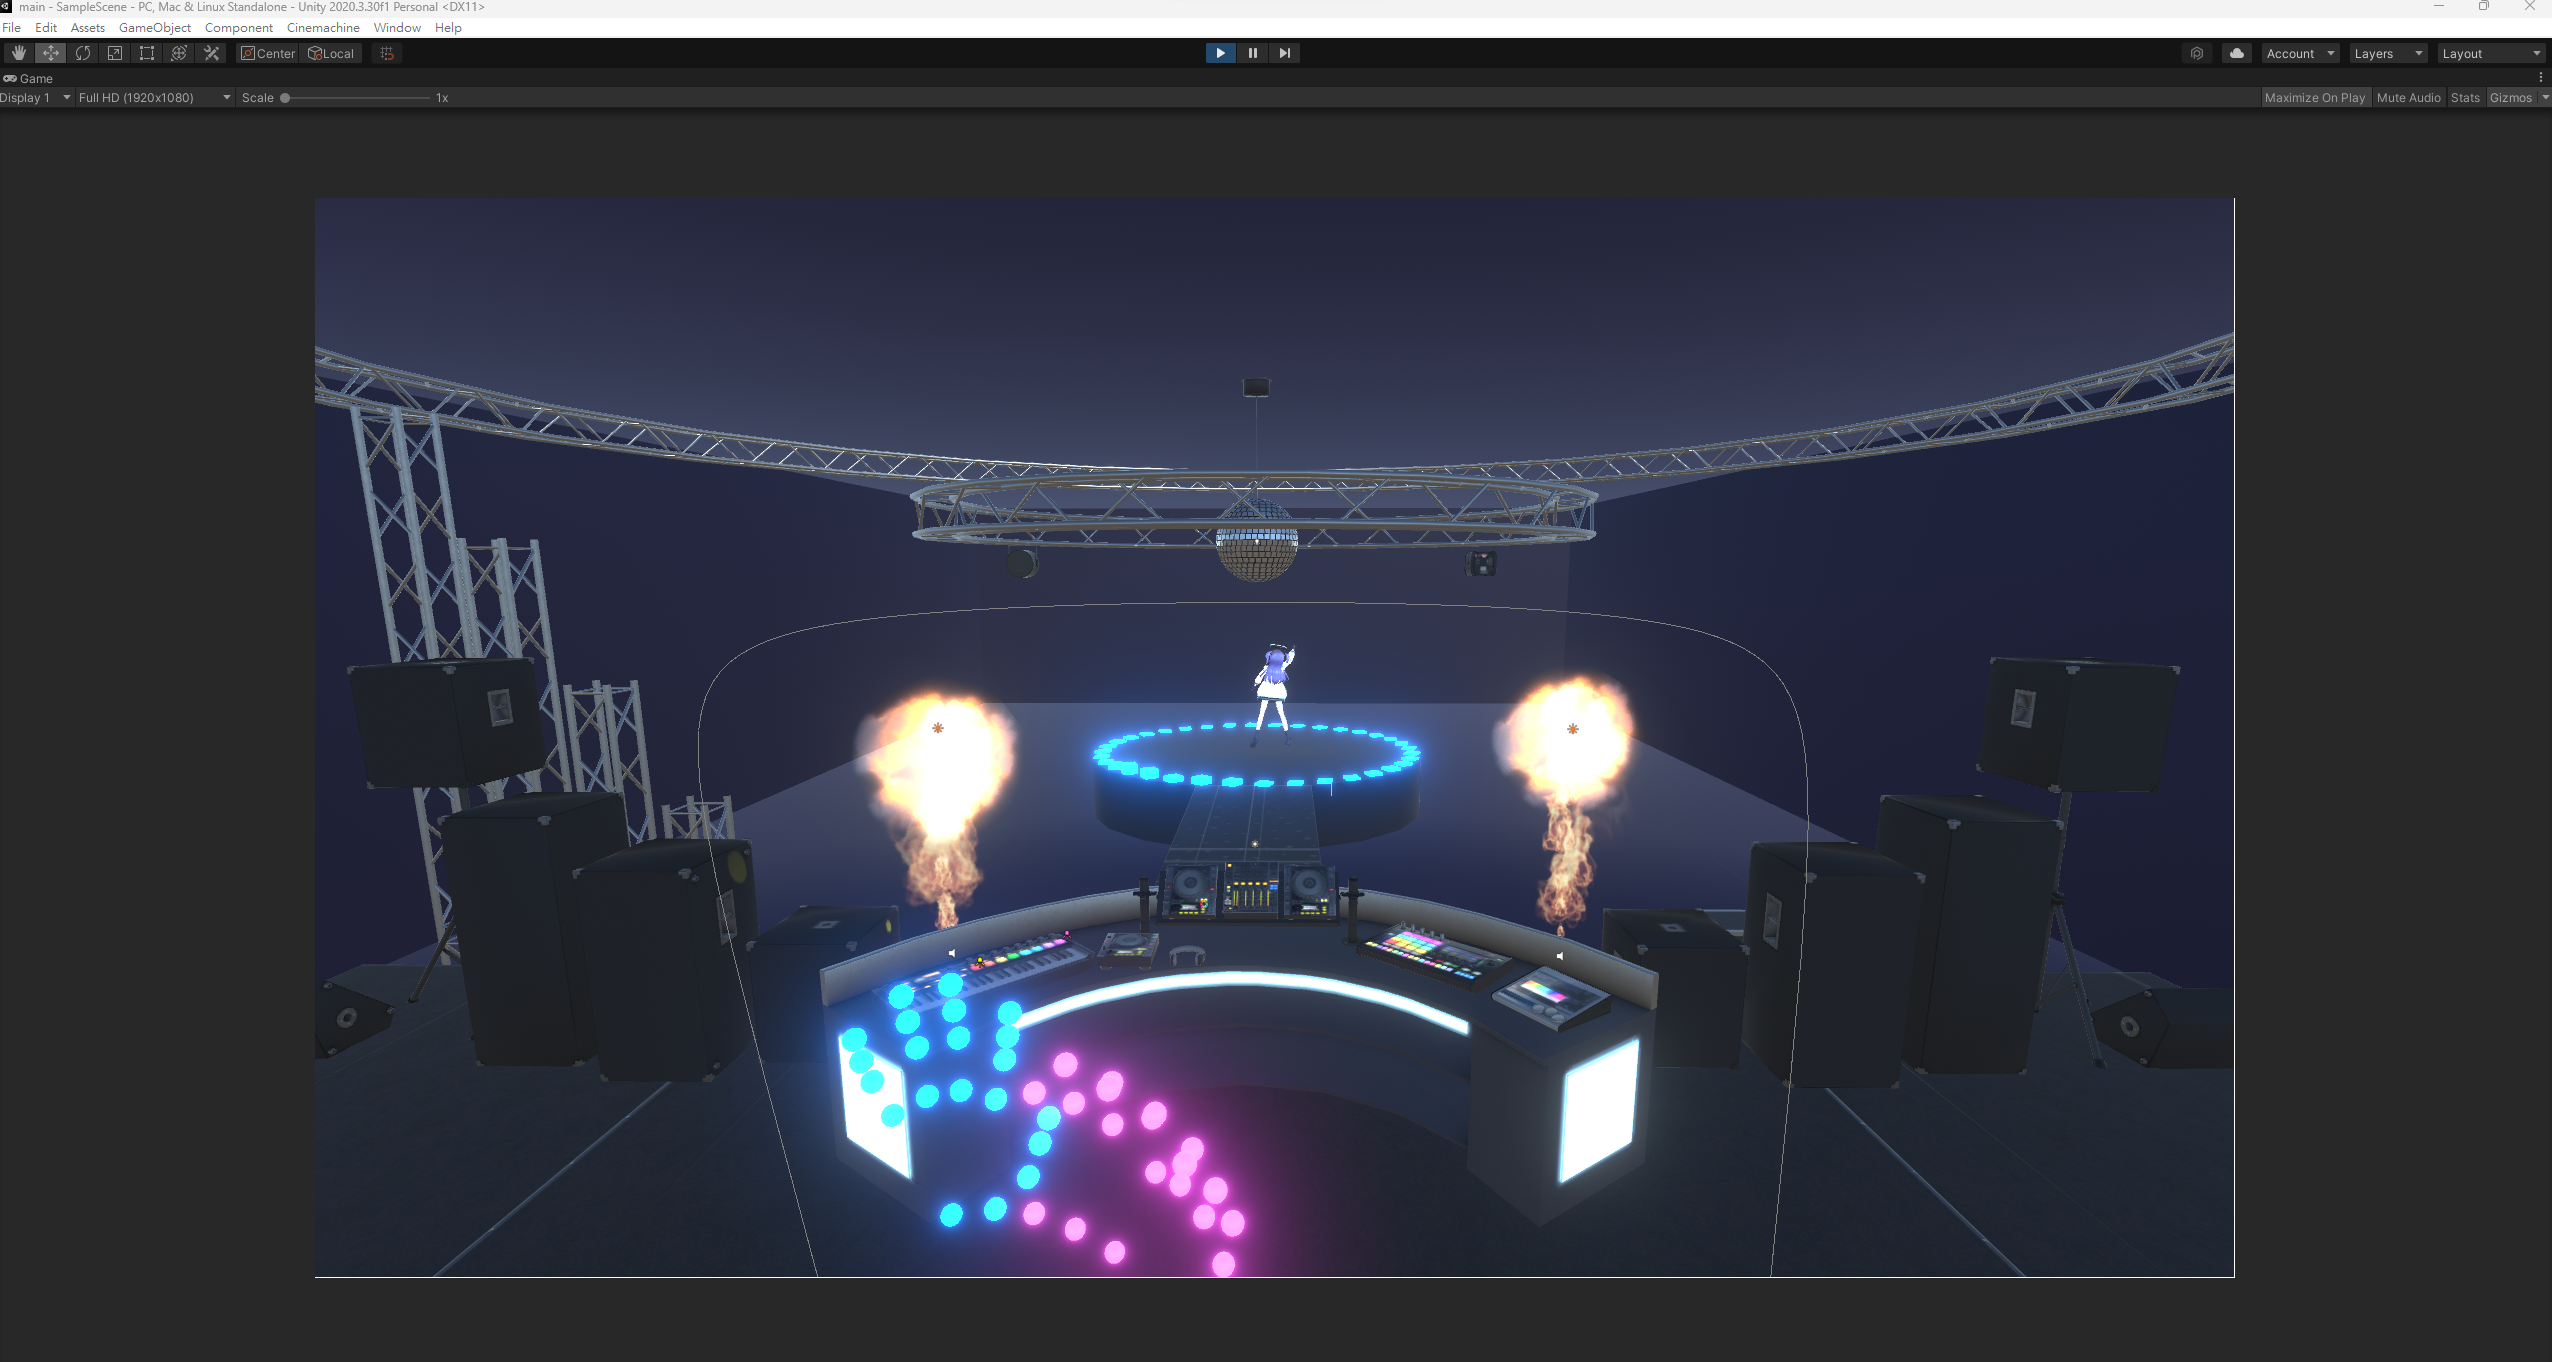 main - SampleScene - PC, Mac & Linux Standalone - Unity 2020.3.30f1 Personal <DX11>
File Edit Assets GameObject Component Cinemachine Window Help
Center Local Account Layers Layout
Game
Display 1 Full HD (1920x1080) Scale 1x Maximize On Play Mute Audio Stats Gizmos